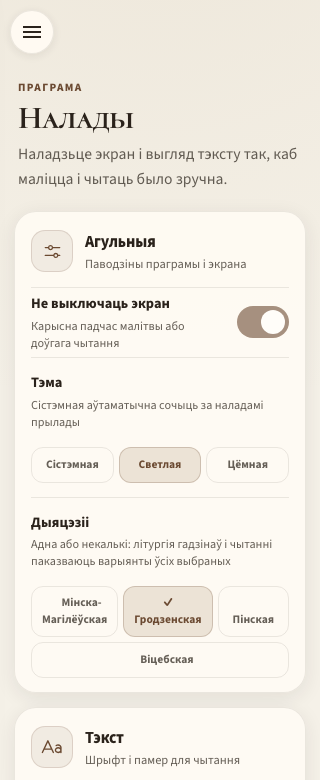 ПРАГРАМА
Налады
Наладзьце экран і выгляд тэксту так, каб
маліцца і чытаць было зручна.
Агульныя
Паводзіны праграмы і экрана
Не выключаць экран
Карысна падчас малітвы або
доўгага чытання
Тэма
Сістэмная аўтаматычна сочыць за наладамі
прылады
Сістэмная
Светлая
Цёмная
Дыяцэзіі
Адна або некалькі: літургія гадзінаў і чытанні
паказваюць варыянты ўсіх выбраных
Мінска-
Магілёўская
Гродзенская
Пінская
Віцебская
Аа
Тэкст
Шрыфт і памер для чытання